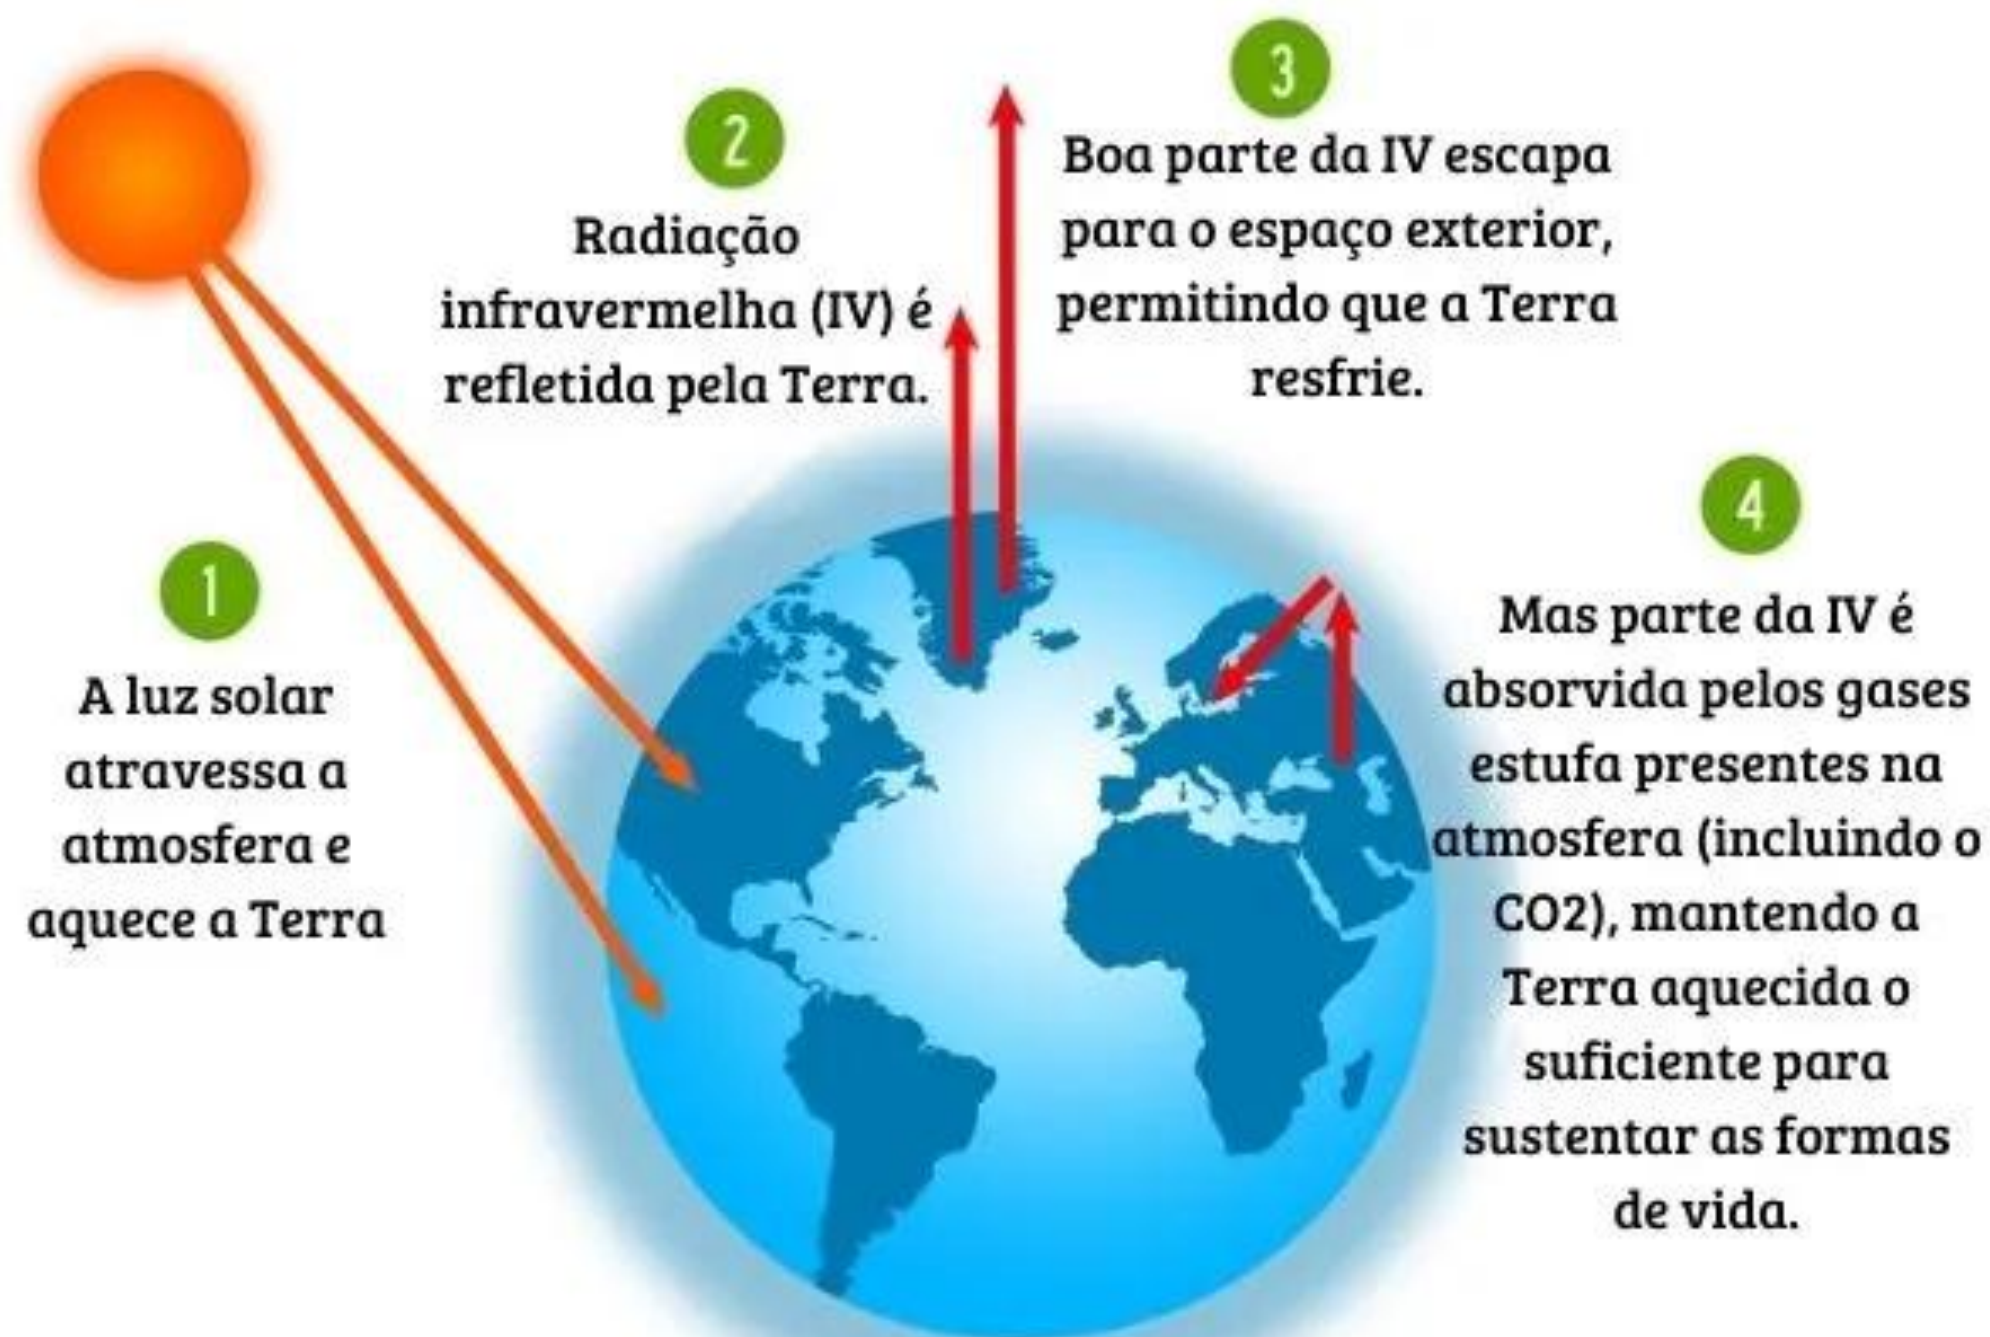 1
A luz solar
atravessa a
atmosfera e
aquece a Terra
2
Radiação
infravermelha (IV) é
refletida pela Terra.
3
Boa parte da IV escapa
para o espaço exterior,
permitindo que a Terra
resfrie.
4
Mas parte da IV é
absorvida pelos gases
estufa presentes na
atmosfera (incluindo o
CO2), mantendo a
Terra aquecida o
suficiente para
sustentar as formas
de vida.